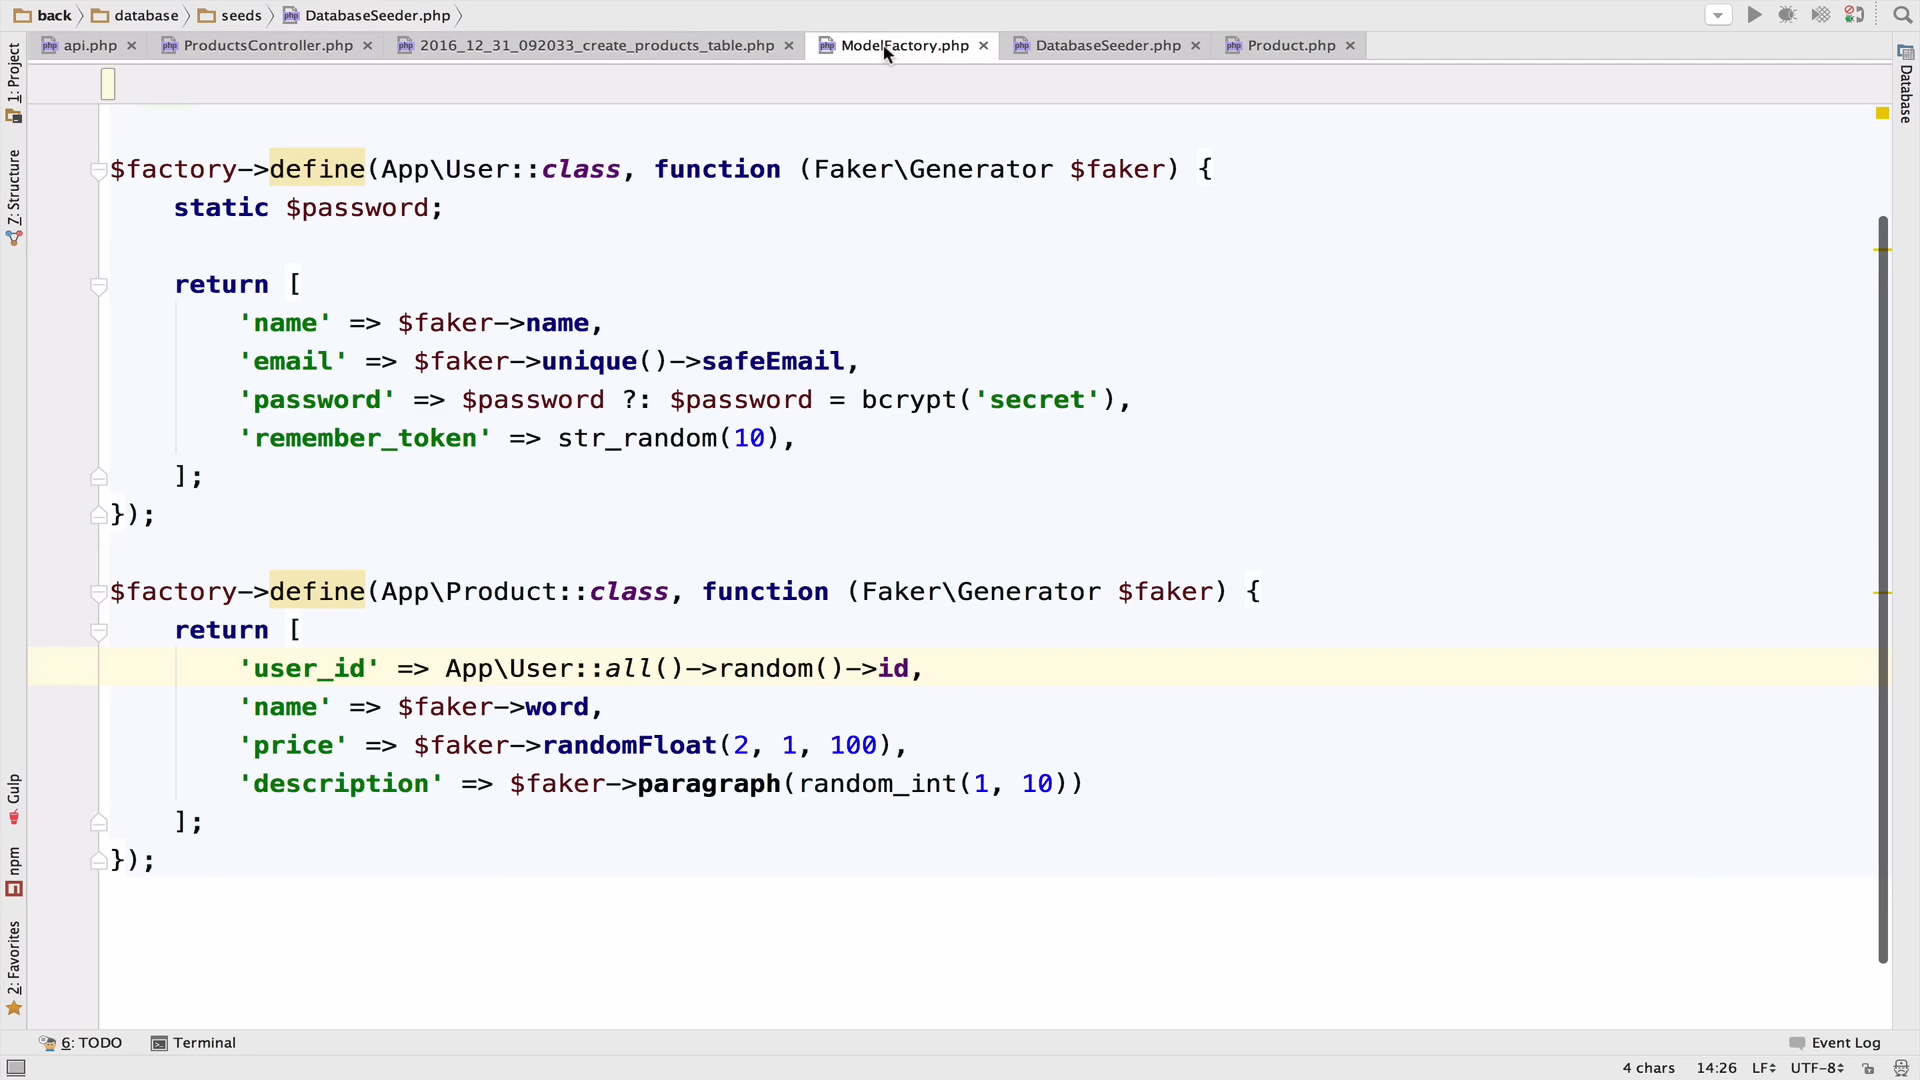 back database seeds DatabaseSeeder.php
api.php ProductsController.php 2016_12_31_092033_create_products_table.php ModelFactory.php DatabaseSeeder.php Product.php
1: Project
Z: Structure
Gulp
npm
2: Favorites
Database
$factory->define(App\User::class, function (Faker\Generator $faker) {
static $password;
return [
'name' => $faker->name,
'email' => $faker->unique()->safeEmail,
'password' => $password ?: $password = bcrypt('secret'),
'remember_token' => str_random(10),
];
});
$factory->define(App\Product::class, function (Faker\Generator $faker) {
return [
'user_id' => App\User::all()->random()->id,
'name' => $faker->word,
'price' => $faker->randomFloat(2, 1, 100),
'description' => $faker->paragraph(random_int(1, 10))
];
});
6: TODO Terminal Event Log
4 chars 14:26 LF UTF-8